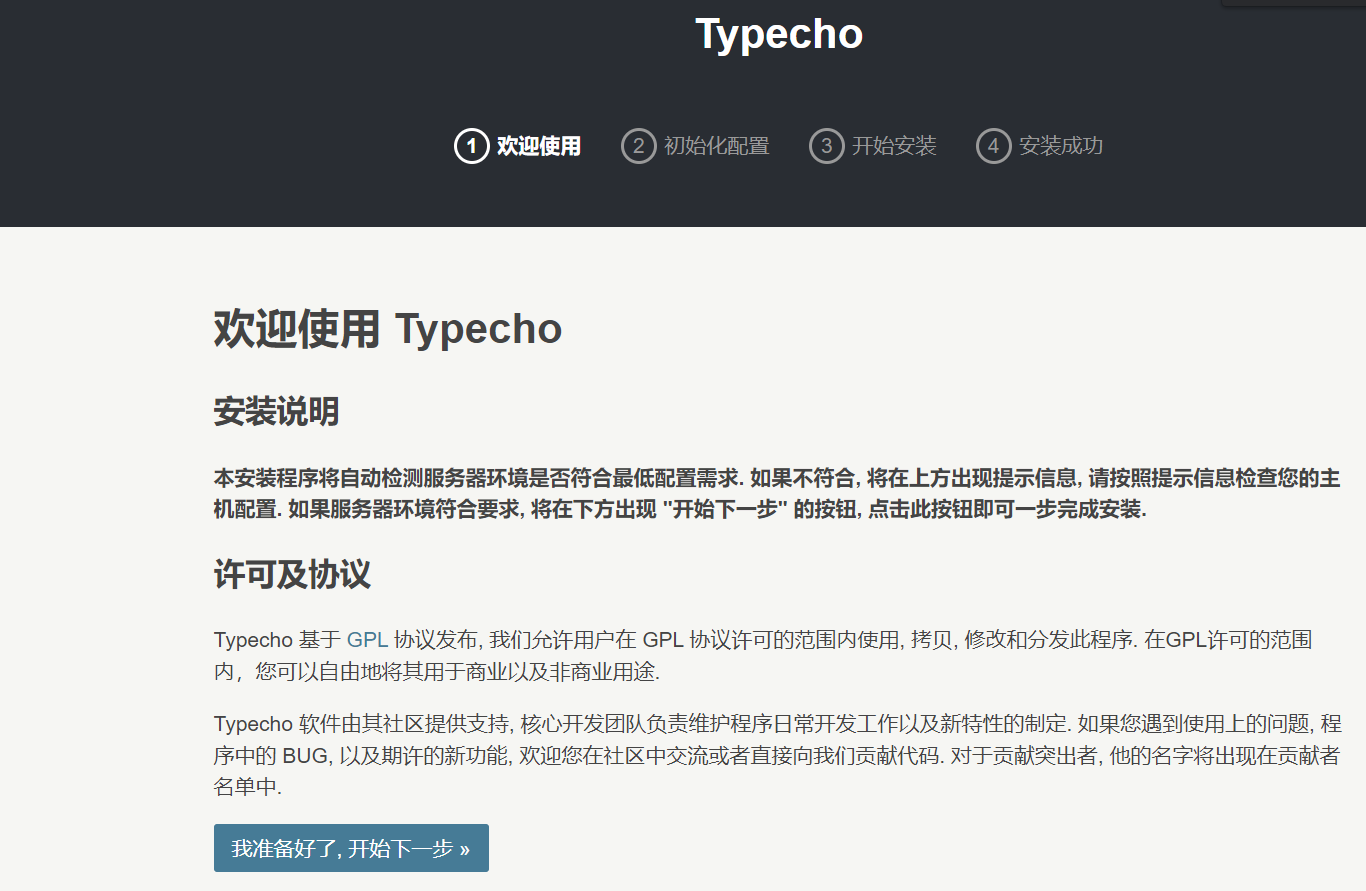 Typecho
1 欢迎使用 2 初始化配置 3 开始安装 4 安装成功
欢迎使用 Typecho
安装说明
本安装程序将自动检测服务器环境是否符合最低配置需求. 如果不符合, 将在上方出现提示信息, 请按照提示信息检查您的主
机配置. 如果服务器环境符合要求, 将在下方出现 "开始下一步" 的按钮, 点击此按钮即可一步完成安装.
许可及协议
Typecho 基于 GPL 协议发布, 我们允许用户在 GPL 协议许可的范围内使用, 拷贝, 修改和分发此程序. 在GPL许可的范围
内，您可以自由地将其用于商业以及非商业用途.
Typecho 软件由其社区提供支持, 核心开发团队负责维护程序日常开发工作以及新特性的制定. 如果您遇到使用上的问题, 程
序中的 BUG, 以及期许的新功能, 欢迎您在社区中交流或者直接向我们贡献代码. 对于贡献突出者, 他的名字将出现在贡献者
名单中.
我准备好了, 开始下一步 »